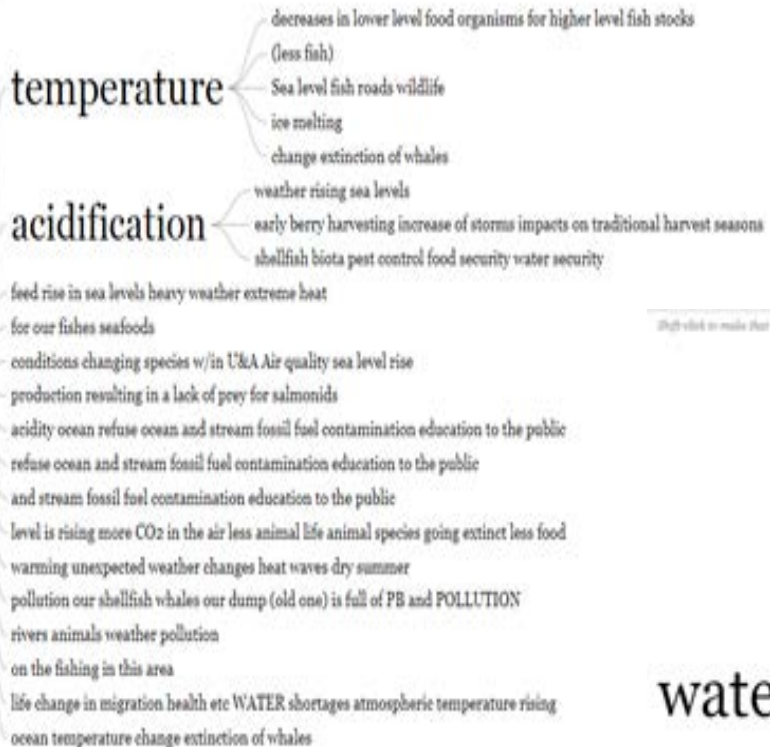 decreases in lower level food organisms for higher level fish stocks
(less fish)
temperature
Sea level fish roads wildlife
ice melting
change extinction of whales
weather rising sea levels
acidification
early berry harvesting increase of storms impacts on traditional harvest seasons
shellfish biota pest control food security water security
feed rise in sea levels heavy weather extreme heat
for our fishes seafoods
Shift-click to make that
conditions changing species w/in U&A Air quality sea level rise
production resulting in a lack of prey for salmonids
acidity ocean refuse ocean and stream fossil fuel contamination education to the public
refuse ocean and stream fossil fuel contamination education to the public
and stream fossil fuel contamination education to the public
level is rising more CO2 in the air less animal life animal species going extinct less food
warming unexpected weather changes heat waves dry summer
pollution our shellfish whales our dump (old one) is full of PB and POLLUTION
rivers animals weather pollution
on the fishing in this area
life change in migration health etc WATER shortages atmospheric temperature rising
wate
ocean temperature change extinction of whales